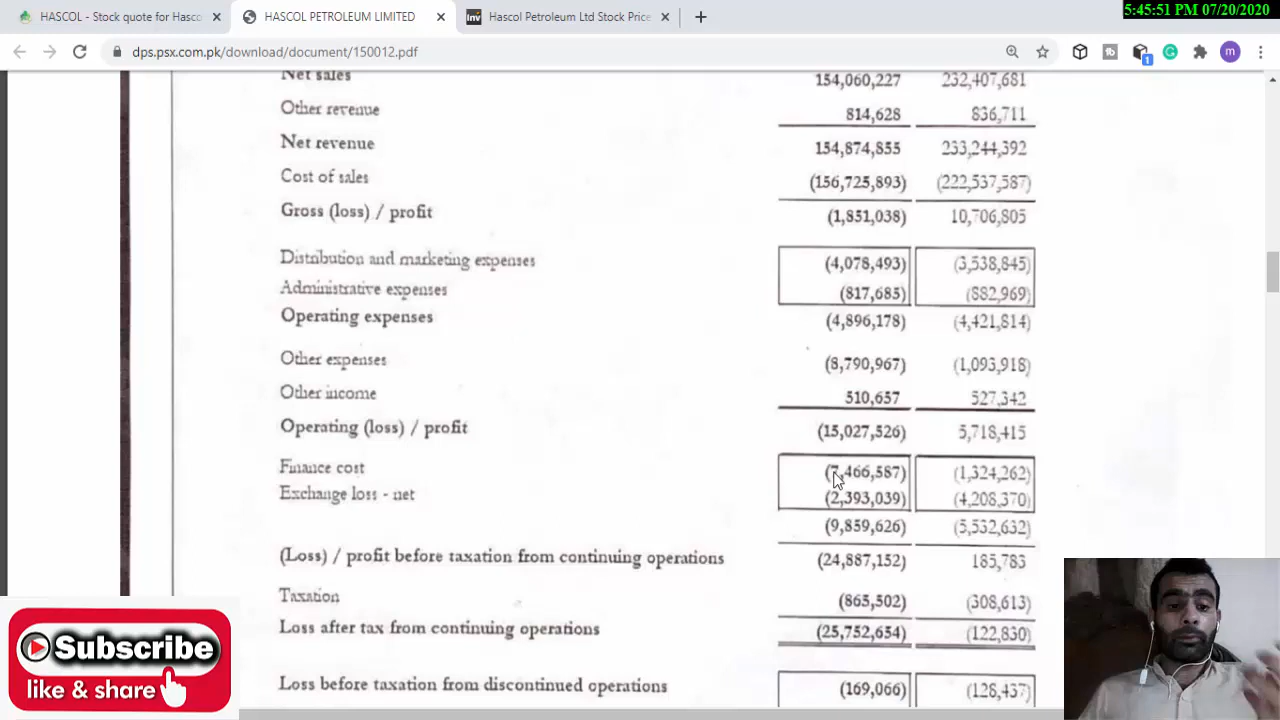 5:45:51 PM 07/20/2020
HASCOL - Stock quote for Hasco
HASCOL PETROLEUM LIMITED
Inv Hascol Petroleum Ltd Stock Price
dps.psx.com.pk/download/document/150012.pdf
1
m
Net sales 154,060,227 232,407,681
Other revenue 814,628 836,711
Net revenue 154,874,855 233,244,392
Cost of sales (156,725,893) (222,537,587)
Gross (loss) / profit (1,851,038) 10,706,805
Distribution and marketing expenses (4,078,493) (3,538,845)
Administrative expenses (817,685) (882,969)
Operating expenses (4,896,178) (4,421,814)
Other expenses (8,790,967) (1,093,918)
Other income 510,657 527,342
Operating (loss) / profit (15,027,526) 5,718,415
Finance cost (7,466,587) (1,324,262)
Exchange loss - net (2,393,039) (4,208,370)
(9,859,626) (5,532,632)
(Loss) / profit before taxation from continuing operations (24,887,152) 185,783
Taxation (865,502) (308,613)
Loss after tax from continuing operations (25,752,654) (122,830)
Loss before taxation from discontinued operations (169,066) (128,437)
Subscribe
like & share